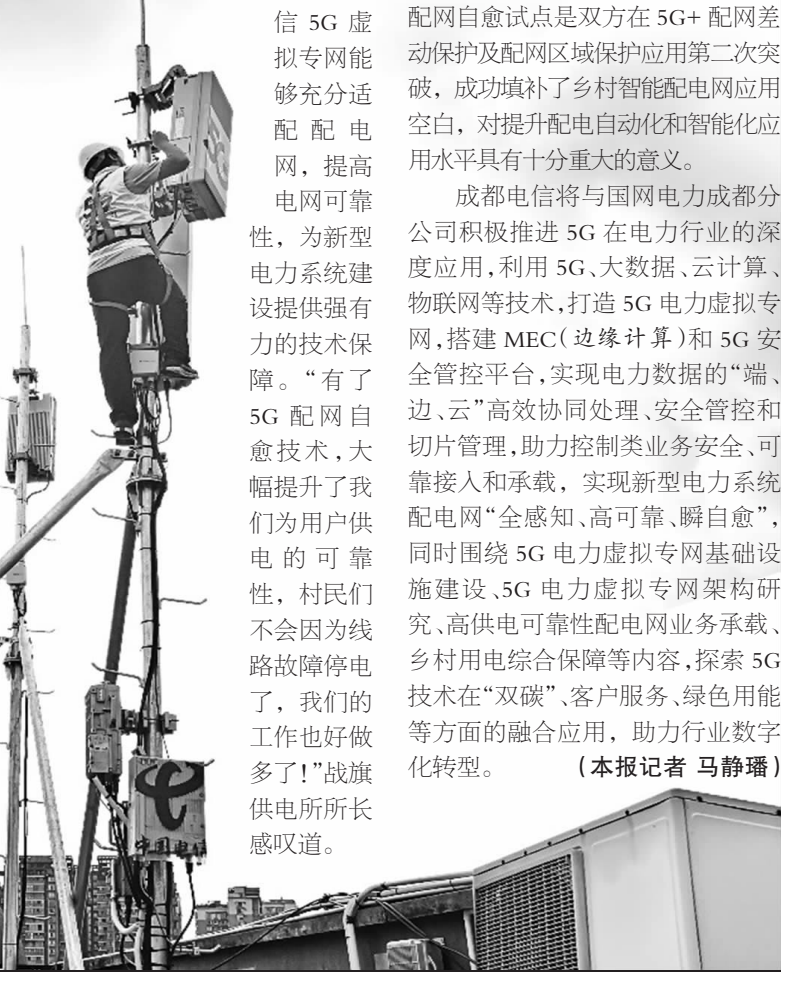 信 5G 虚
拟专网能
够充分适
配配电
网，提高
电网可靠
性，为新型
电力系统建
设提供强有
力的技术保
障。“有了
5G 配网自
愈技术，大
幅提升了我
们为用户供
电的可靠
性，村民们
不会因为线
路故障停电
了，我们的
工作也好做
多了！”战旗
供电所所长
感叹道。
配网自愈试点是双方在 5G+ 配网差
动保护及配网区域保护应用第二次突
破，成功填补了乡村智能配电网应用
空白，对提升配电自动化和智能化应
用水平具有十分重大的意义。
成都电信将与国网电力成都分
公司积极推进 5G 在电力行业的深
度应用，利用 5G、大数据、云计算、
物联网等技术，打造 5G 电力虚拟专
网，搭建 MEC（边缘计算）和 5G 安
全管控平台，实现电力数据的“端、
边、云”高效协同处理、安全管控和
切片管理，助力控制类业务安全、可
靠接入和承载，实现新型电力系统
配电网“全感知、高可靠、瞬自愈”，
同时围绕 5G 电力虚拟专网基础设
施建设、5G 电力虚拟专网架构研
究、高供电可靠性配电网业务承载、
乡村用电综合保障等内容，探索 5G
技术在“双碳”、客户服务、绿色用能
等方面的融合应用，助力行业数字
化转型。 （本报记者 马静璠）
5G
中国电信